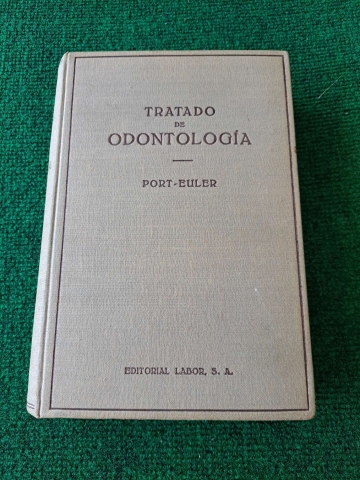 TRATADO
DE
ODONTOLOGÍA
PORT-EULER
EDITORIAL LABOR, S. A.